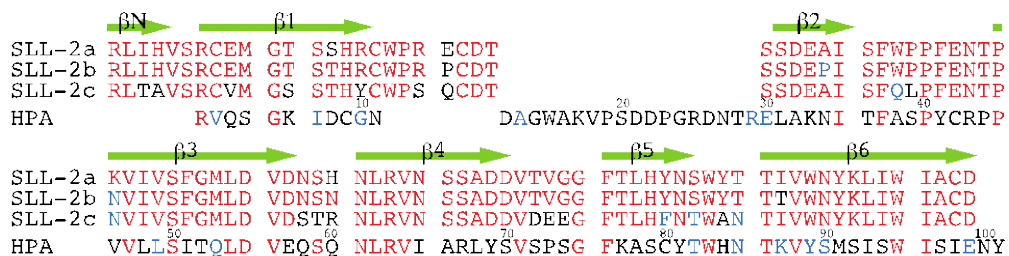 βN β1 β2
SLL-2a RLIHVSRCEM GT SSHRCWPR ECDT SSDEAI SFWPPFENTP
SLL-2b RLIHVSRCEM GT STHRCWPR PCDT SSDEPI SFWPPFENTP
SLL-2c RLTAVSRCVM GS STHYCWPS QCDT SSDEAI SFQLPFENTP
10 20 30 40
HPA RVQS GK IDCGN DAGWAKVPSDDPGRDNTRELAKNI TFASPYCRPP
β3 β4 β5 β6
SLL-2a KVIVSFGMLD VDNSH NLRVN SSADDVTVGG FTLHYNSWYT TIVWNYKLIW IACD
SLL-2b NVIVSFGMLD VDNSN NLRVN SSADDVTVGG FTLHYNSWYT TTVWNYKLIW IACD
SLL-2c NVIVSFGMLD VDSTR NLRVN SSADDVDEEG FTLHFNTWAN TIVWNYKLIW IACD
50 60 70 80 90 100
HPA VVLLSITQLD VEQSQ NLRVI ARLYSVSPSG FKASCYTWHN TKVYSMSISW ISIENY